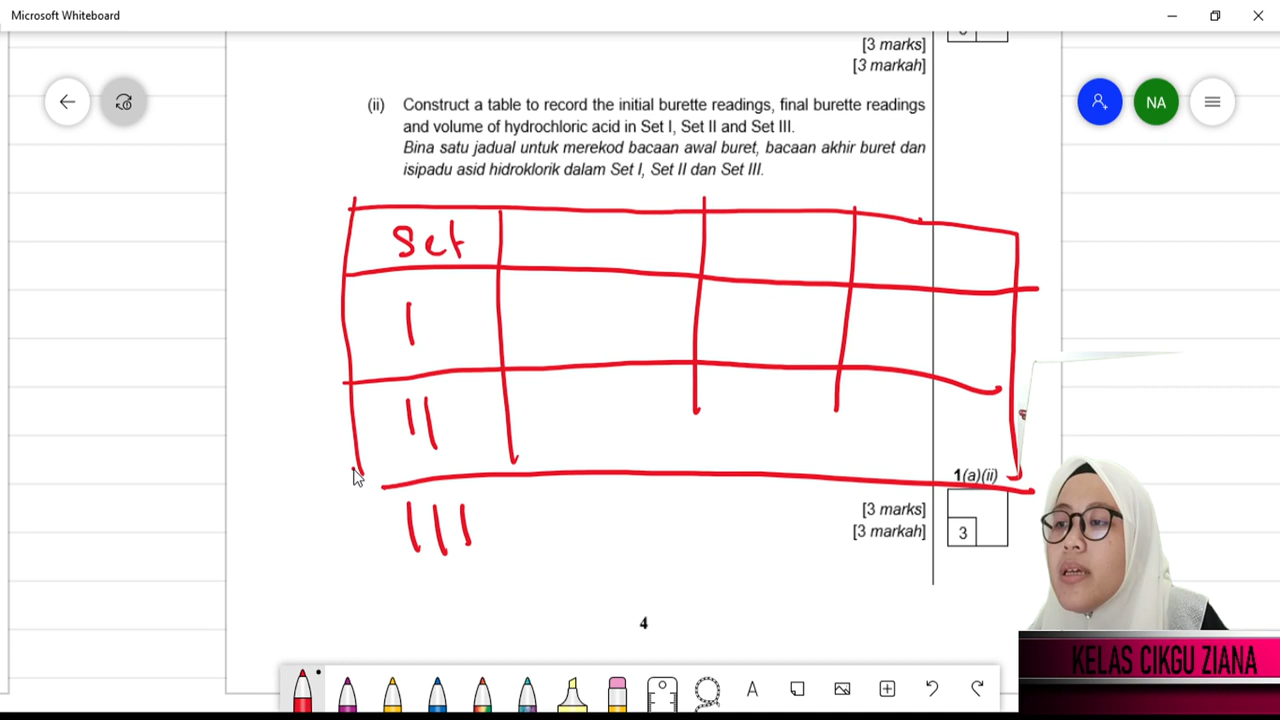 Microsoft Whiteboard
[3 marks]
[3 markah]
NA
(ii) Construct a table to record the initial burette readings, final burette readings
and volume of hydrochloric acid in Set I, Set II and Set III.
Bina satu jadual untuk merekod bacaan awal buret, bacaan akhir buret dan
isipadu asid hidroklorik dalam Set I, Set II dan Set III.
Set
I
II
III
1(a)(ii)
[3 marks]
[3 markah]
3
4
KELAS CIKGU ZIANA
A